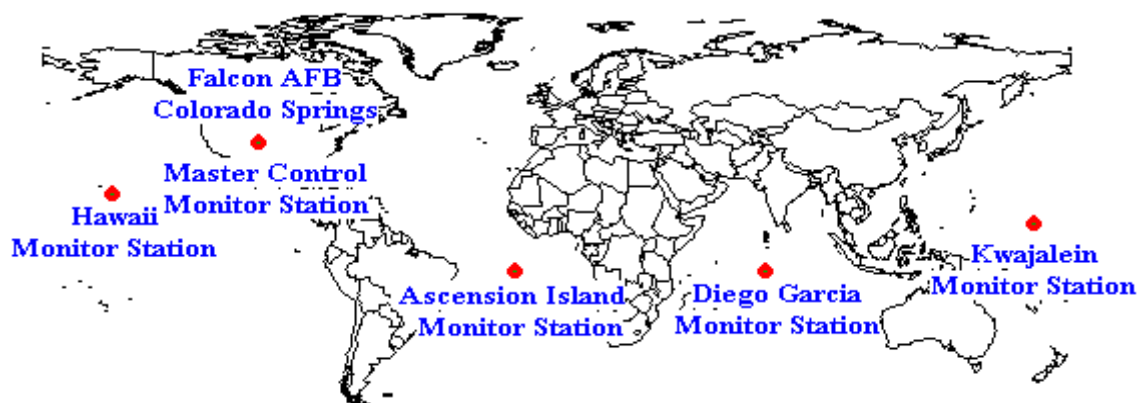 Falcon AFB
Colorado Springs
Master Control
Monitor Station
Hawaii
Monitor Station
Ascension Island
Monitor Station
Diego Garcia
Monitor Station
Kwajalein
Monitor Station